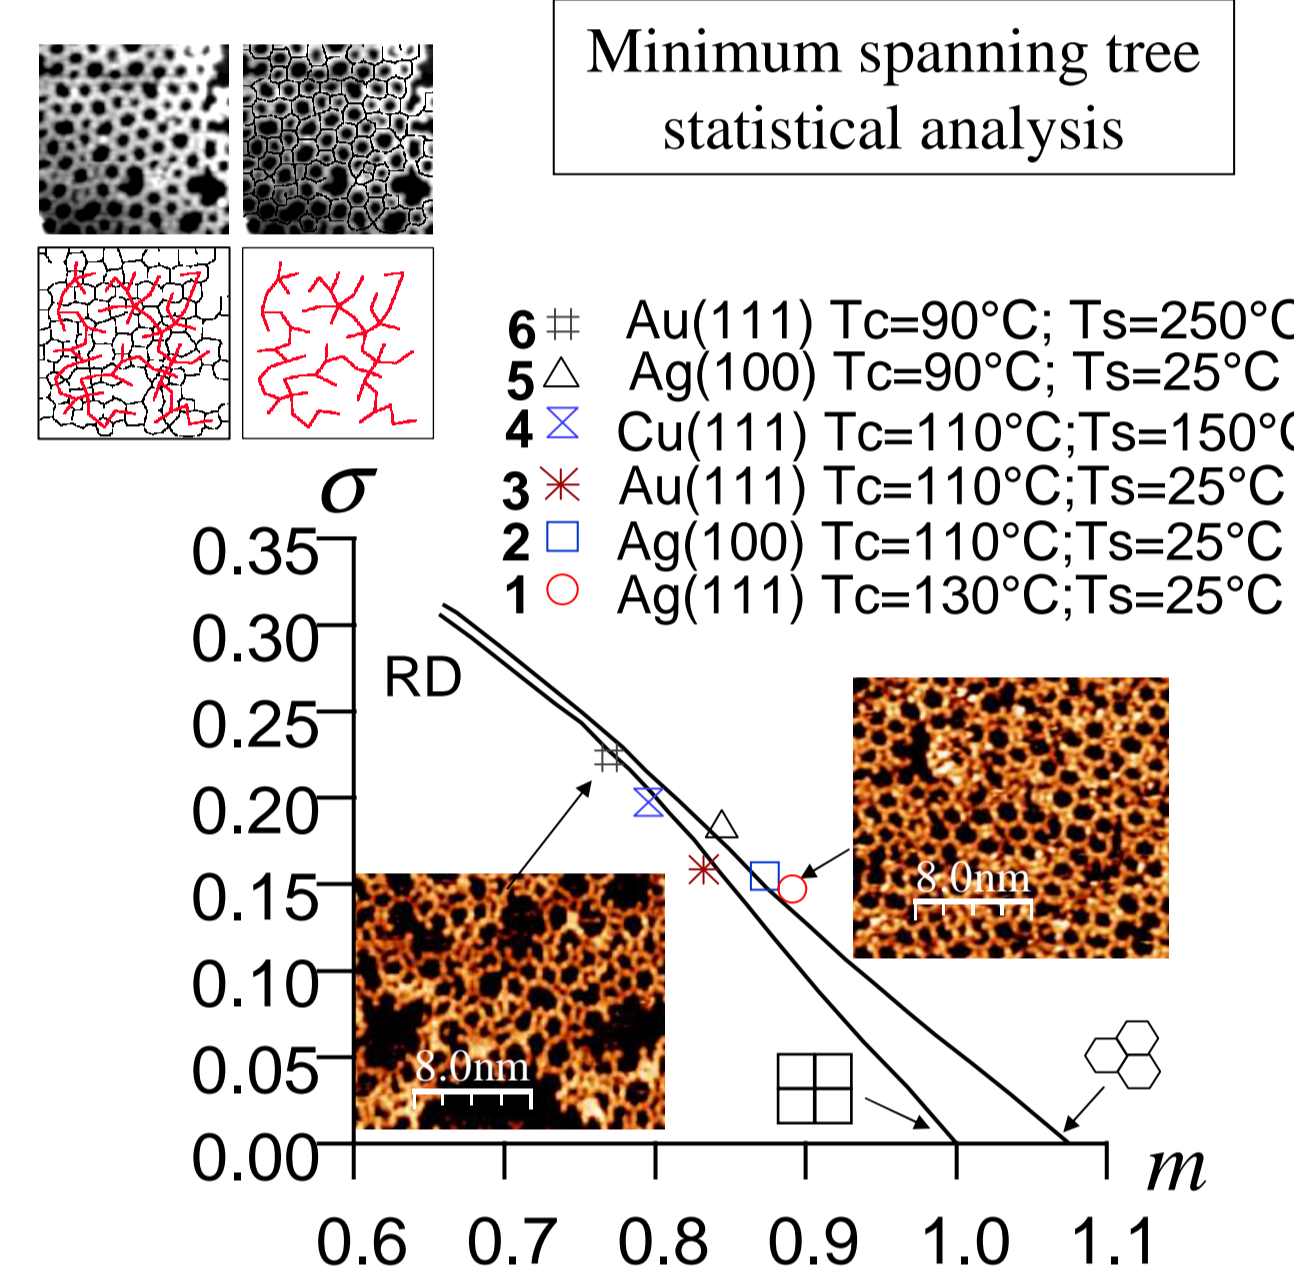 Minimum spanning tree
statistical analysis
6 Au(111) Tc=90°C; Ts=250°C
5 Ag(100) Tc=90°C; Ts=25°C
4 Cu(111) Tc=110°C;Ts=150°C
3 Au(111) Tc=110°C;Ts=25°C
2 Ag(100) Tc=110°C;Ts=25°C
1 Ag(111) Tc=130°C;Ts=25°C
σ
0.35
0.30
RD
0.25
0.20
0.15
8.0nm
0.10
0.05
8.0nm
0.00
m
0.6 0.7 0.8 0.9 1.0 1.1